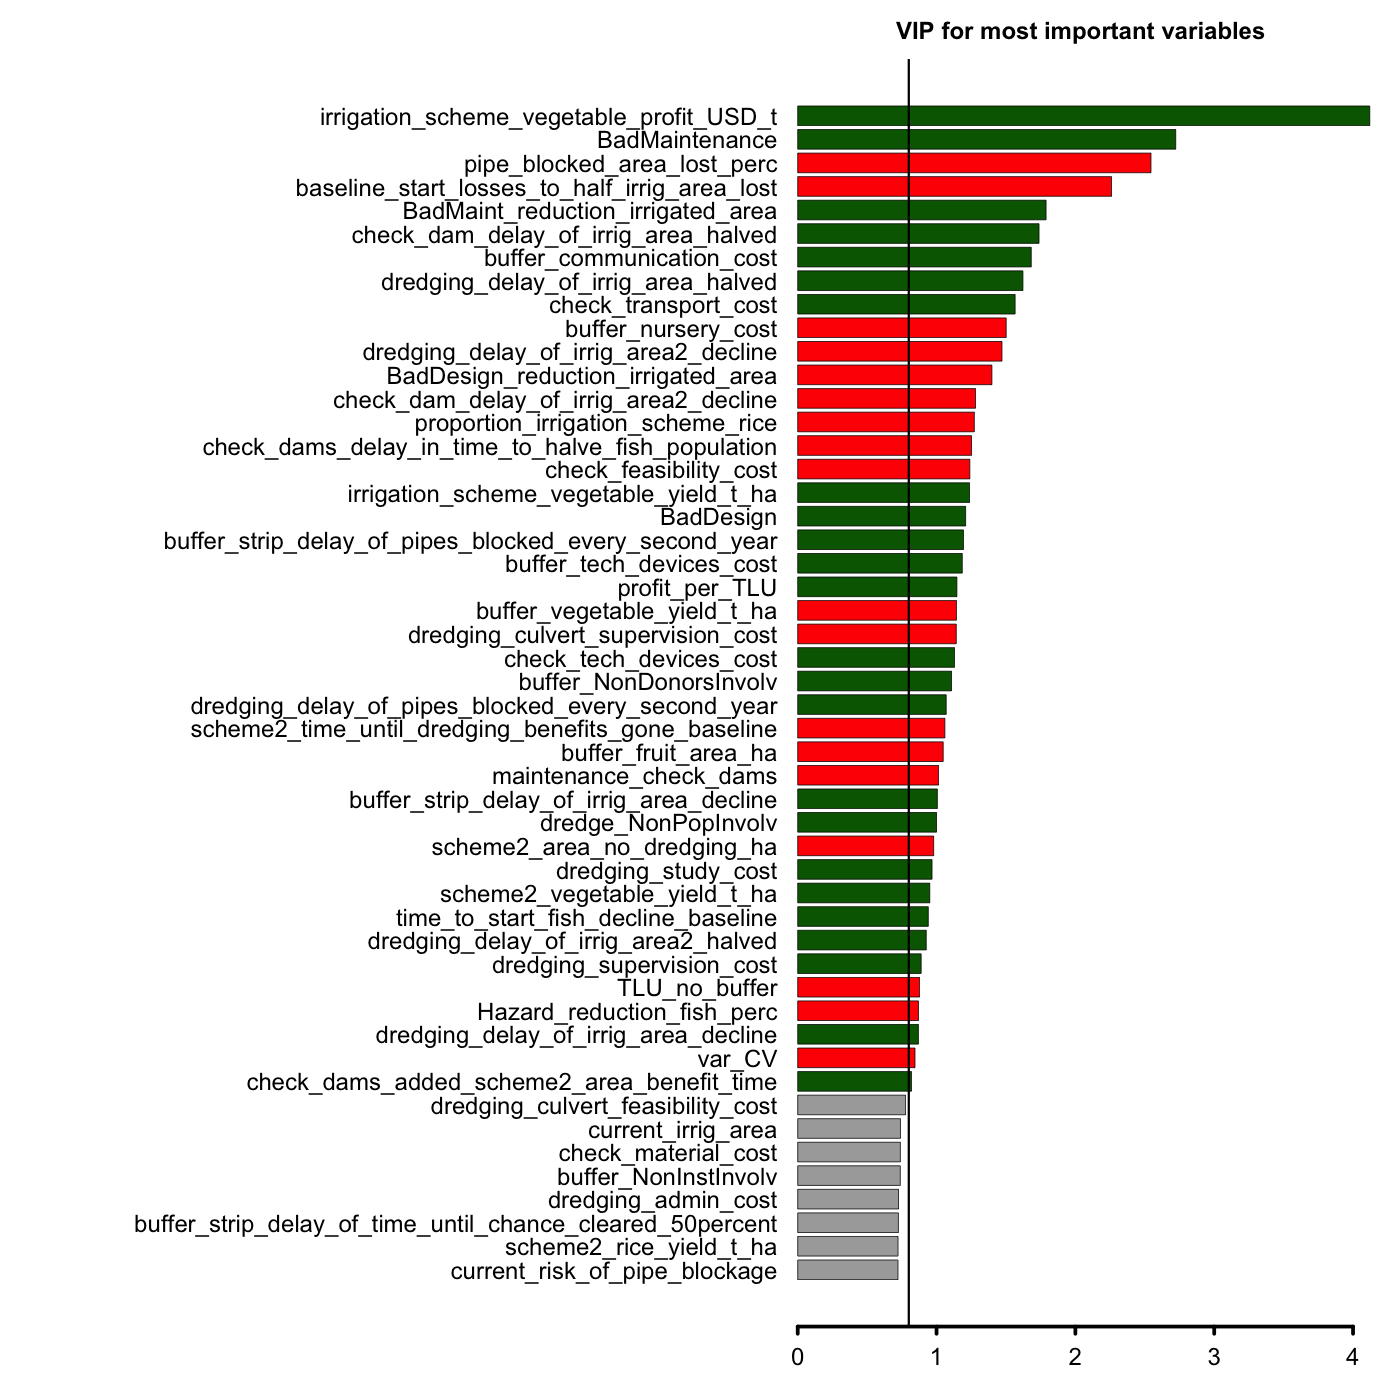 VIP for most important variables
irrigation_scheme_vegetable_profit_USD_t
BadMaintenance
pipe_blocked_area_lost_perc
baseline_start_losses_to_half_irrig_area_lost
BadMaint_reduction_irrigated_area
check_dam_delay_of_irrig_area_halved
buffer_communication_cost
dredging_delay_of_irrig_area_halved
check_transport_cost
buffer_nursery_cost
dredging_delay_of_irrig_area2_decline
BadDesign_reduction_irrigated_area
check_dam_delay_of_irrig_area2_decline
proportion_irrigation_scheme_rice
check_dams_delay_in_time_to_halve_fish_population
check_feasibility_cost
irrigation_scheme_vegetable_yield_t_ha
BadDesign
buffer_strip_delay_of_pipes_blocked_every_second_year
buffer_tech_devices_cost
profit_per_TLU
buffer_vegetable_yield_t_ha
dredging_culvert_supervision_cost
check_tech_devices_cost
buffer_NonDonorsInvolv
dredging_delay_of_pipes_blocked_every_second_year
scheme2_time_until_dredging_benefits_gone_baseline
buffer_fruit_area_ha
maintenance_check_dams
buffer_strip_delay_of_irrig_area_decline
dredge_NonPopInvolv
scheme2_area_no_dredging_ha
dredging_study_cost
scheme2_vegetable_yield_t_ha
time_to_start_fish_decline_baseline
dredging_delay_of_irrig_area2_halved
dredging_supervision_cost
TLU_no_buffer
Hazard_reduction_fish_perc
dredging_delay_of_irrig_area_decline
var_CV
check_dams_added_scheme2_area_benefit_time
dredging_culvert_feasibility_cost
current_irrig_area
check_material_cost
buffer_NonInstInvolv
dredging_admin_cost
buffer_strip_delay_of_time_until_chance_cleared_50percent
scheme2_rice_yield_t_ha
current_risk_of_pipe_blockage
0 1 2 3 4